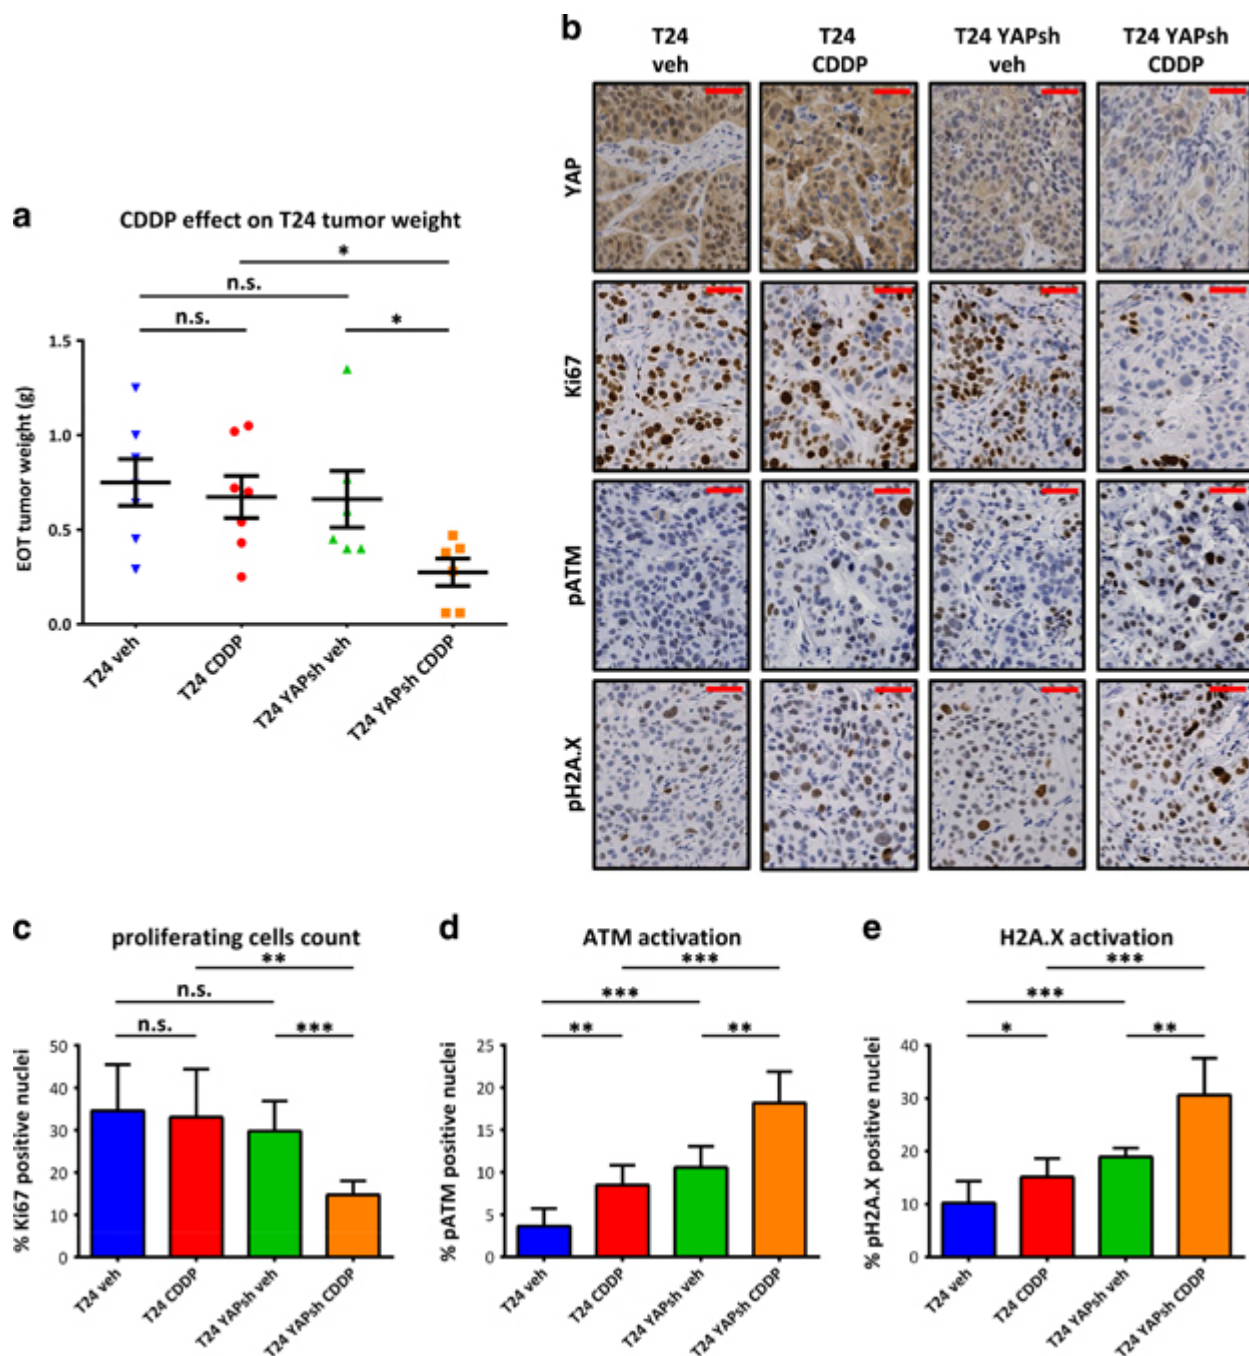 a
CDDP effect on T24 tumor weight
*
n.s.
n.s.
*
EOT tumor weight (g)
1.5
1.0
0.5
0.0
T24 veh
T24 CDDP
T24 YAPsh veh
T24 YAPsh CDDP
b
T24
veh
T24
CDDP
T24 YAPsh
veh
T24 YAPsh
CDDP
YAP
Ki67
pATM
pH2A.X
c
proliferating cells count
**
n.s.
n.s.
***
% Ki67 positive nuclei
50
40
30
20
10
0
T24 veh
T24 CDDP
T24 YAPsh veh
T24 YAPsh CDDP
d
ATM activation
***
***
**
**
% pATM positive nuclei
25
20
15
10
5
0
T24 veh
T24 CDDP
T24 YAPsh veh
T24 YAPsh CDDP
e
H2A.X activation
***
***
*
**
% pH2A.X positive nuclei
40
30
20
10
0
T24 veh
T24 CDDP
T24 YAPsh veh
T24 YAPsh CDDP